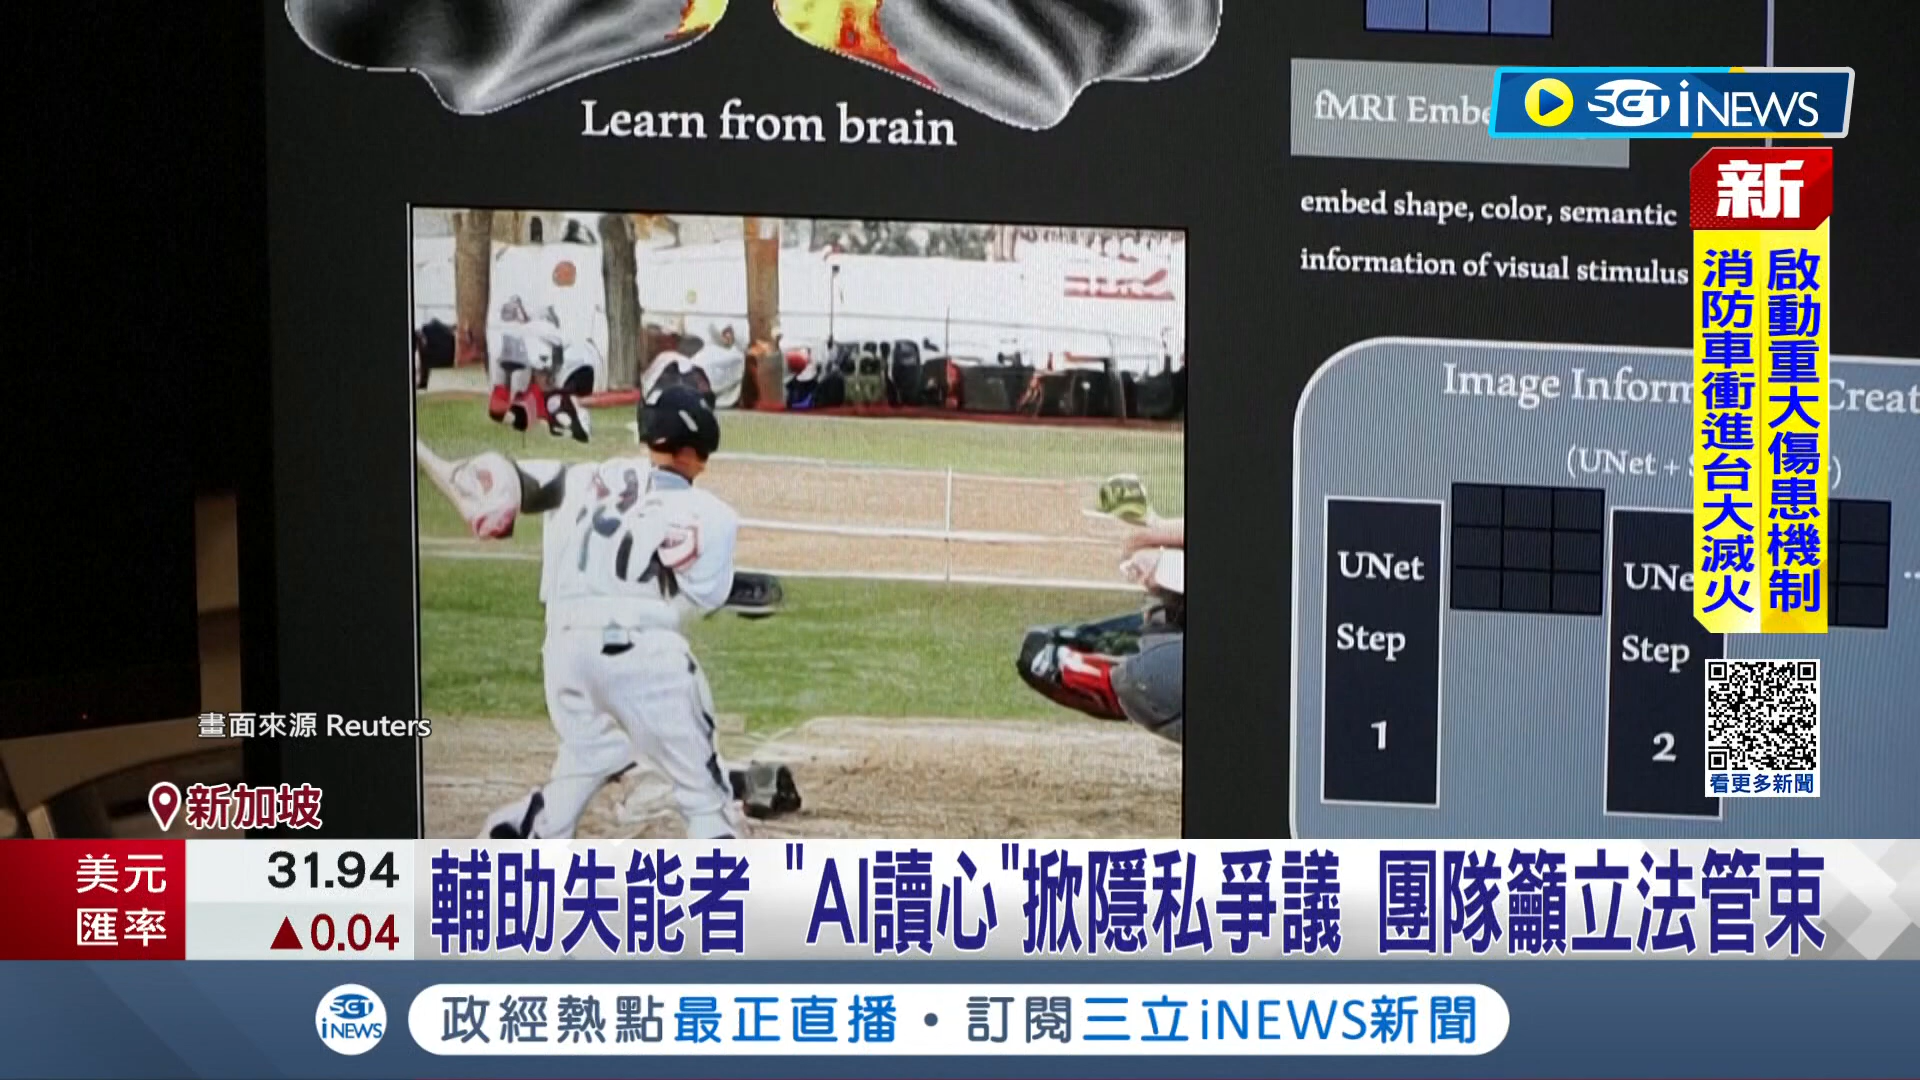 Learn from brain
fMRI Embe
SET iNEWS
新
啟動重大傷患機制
消防車衝進台大滅火
embed shape, color, semantic
information of visual stimulus
Image Inform Creat
(UNet +
UNet
Step
1
UNe
Step
2
看更多新聞
畫面來源 Reuters
新加坡
美元
匯率
31.94
▲0.04
輔助失能者 "AI讀心"掀隱私爭議 團隊籲立法管束
SET
iNEWS
政經熱點最正直播・訂閱三立iNEWS新聞